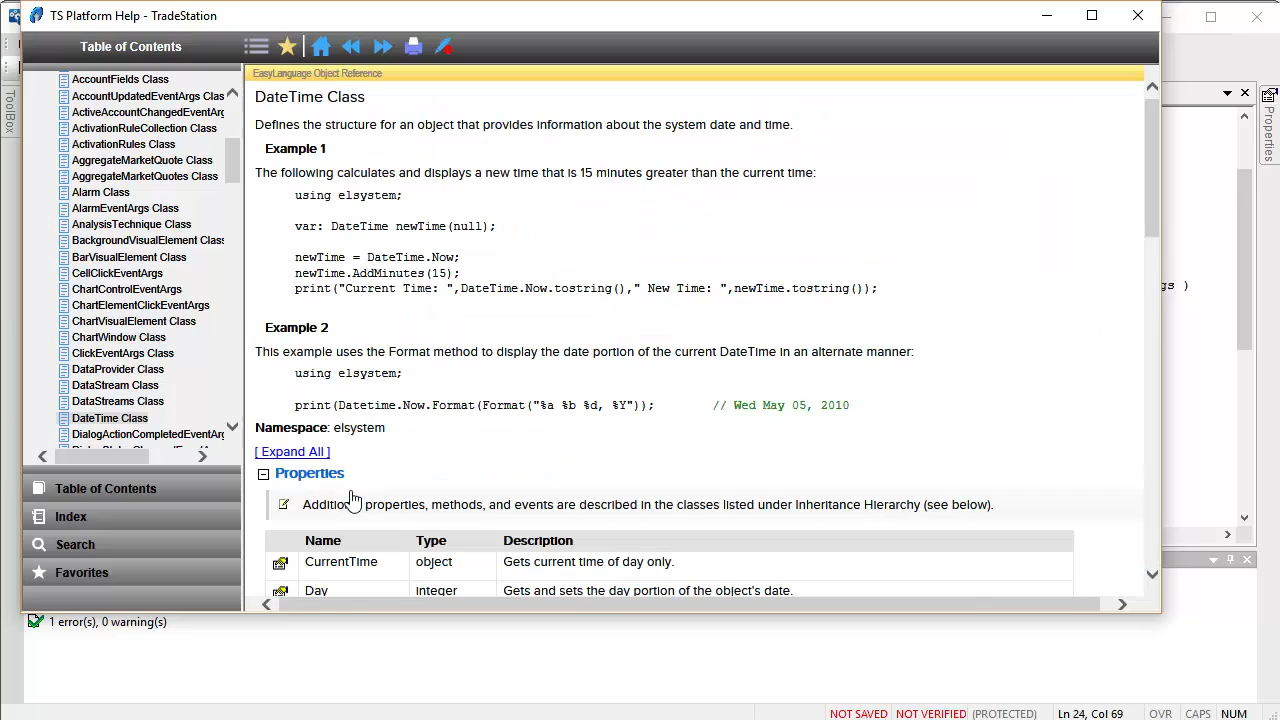 TS Platform Help - TradeStation
Table of Contents
AccountFields Class
AccountUpdatedEventArgs Clas
ActiveAccountChangedEventArg
ActivationRuleCollection Class
ActivationRules Class
AggregateMarketQuote Class
AggregateMarketQuotes Class
Alarm Class
AlarmEventArgs Class
AnalysisTechnique Class
BackgroundVisualElement Class
BarVisualElement Class
CellClickEventArgs
ChartControlEventArgs
ChartElementClickEventArgs
ChartVisualElement Class
ChartWindow Class
ClickEventArgs Class
DataProvider Class
DataStream Class
DataStreams Class
DateTime Class
DialogActionCompletedEventArg
Table of Contents
Index
Search
Favorites
EasyLanguage Object Reference
DateTime Class
Defines the structure for an object that provides information about the system date and time.
Example 1
The following calculates and displays a new time that is 15 minutes greater than the current time:
using elsystem;
var: DateTime newTime(null);
newTime = DateTime.Now;
newTime.AddMinutes(15);
print("Current Time: ",DateTime.Now.tostring()," New Time: ",newTime.tostring());
Example 2
This example uses the Format method to display the date portion of the current DateTime in an alternate manner:
using elsystem;
print(Datetime.Now.Format(Format("%a %b %d, %Y")); // Wed May 05, 2010
Namespace: elsystem
[ Expand All ]
Properties
Addition properties, methods, and events are described in the classes listed under Inheritance Hierarchy (see below).
Name Type Description
CurrentTime object Gets current time of day only.
Day integer Gets and sets the day portion of the object's date.
ToolBox
Properties
gs )
1 error(s), 0 warning(s)
NOT SAVED NOT VERIFIED (PROTECTED) Ln 24, Col 69 OVR CAPS NUM